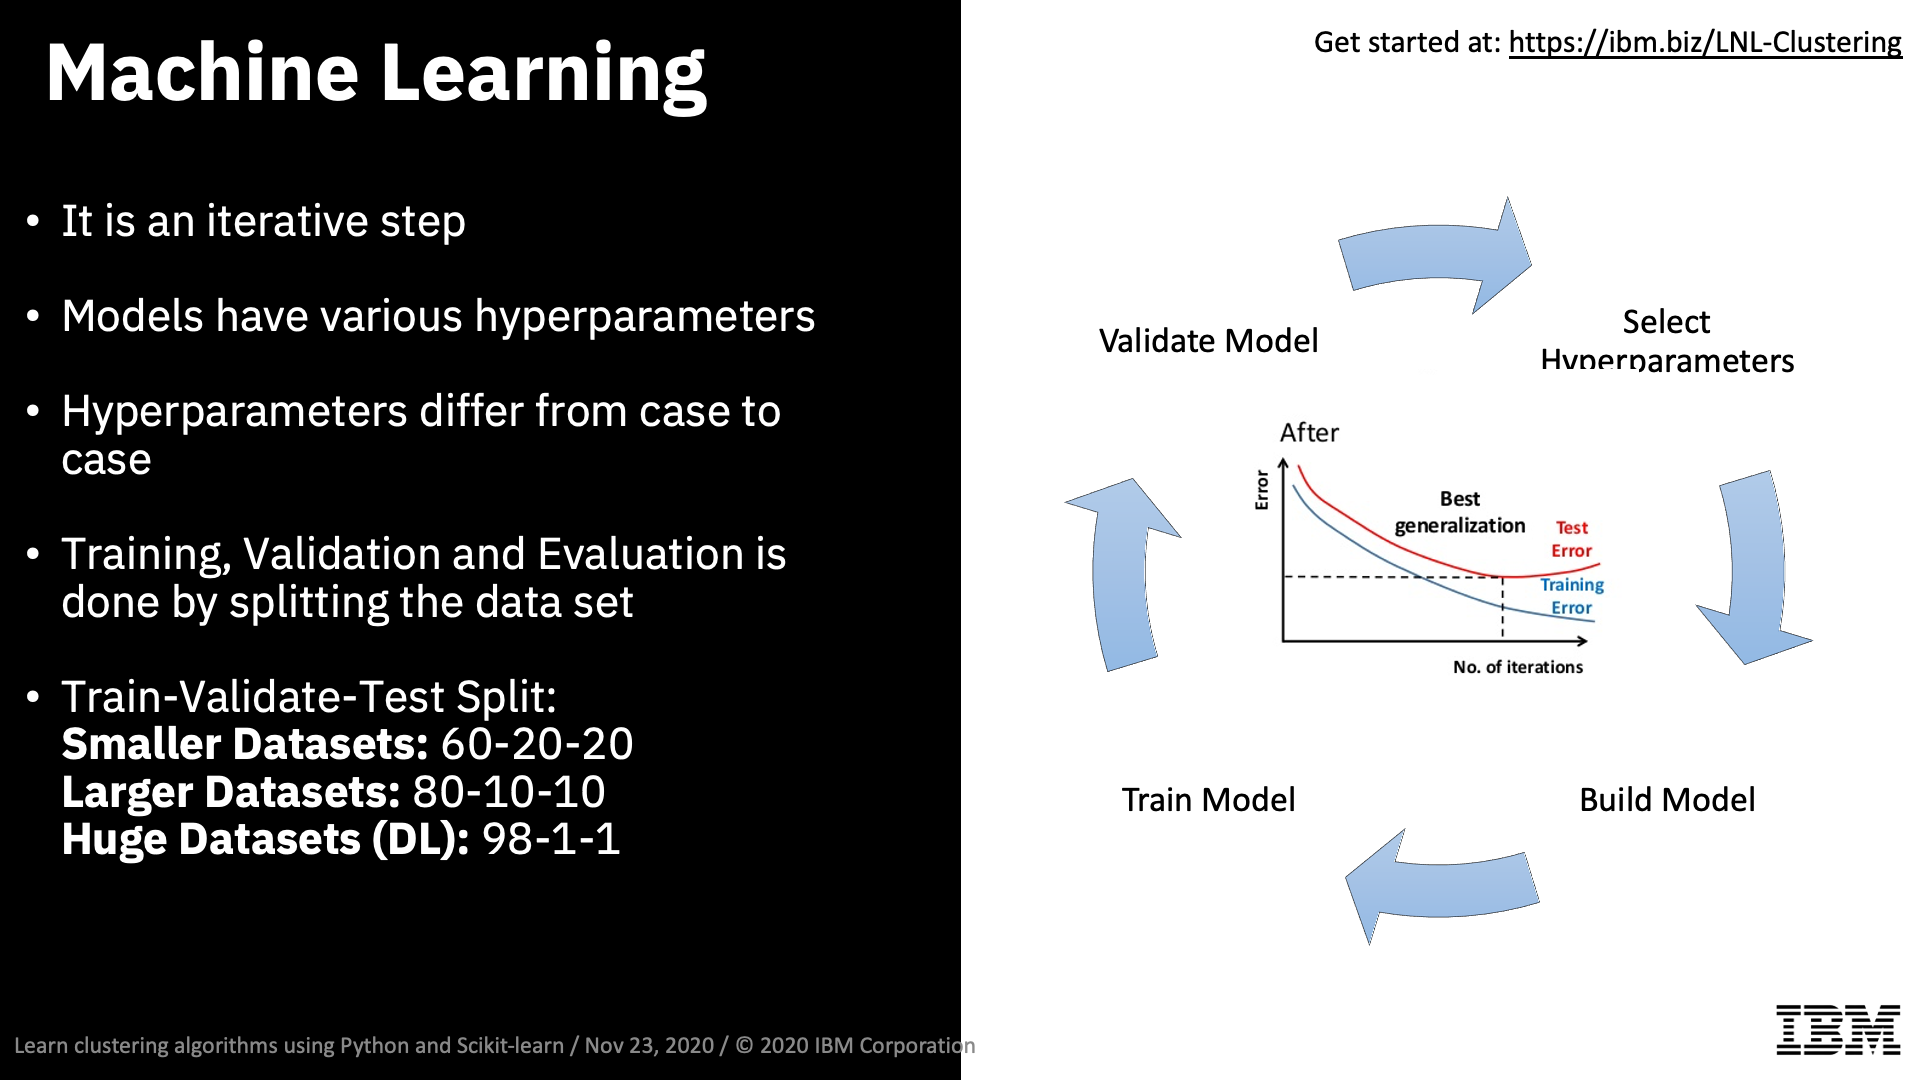 Machine Learning
Get started at: https://ibm.biz/LNL-Clustering
• It is an iterative step
• Models have various hyperparameters
• Hyperparameters differ from case to
case
• Training, Validation and Evaluation is
done by splitting the data set
• Train-Validate-Test Split:
Smaller Datasets: 60-20-20
Larger Datasets: 80-10-10
Huge Datasets (DL): 98-1-1
Validate Model
Select
Hyperparameters
After
Error
Best
generalization
Test
Error
Training
Error
No. of iterations
Train Model
Build Model
Learn clustering algorithms using Python and Scikit-learn / Nov 23, 2020 / © 2020 IBM Corporation
IBM